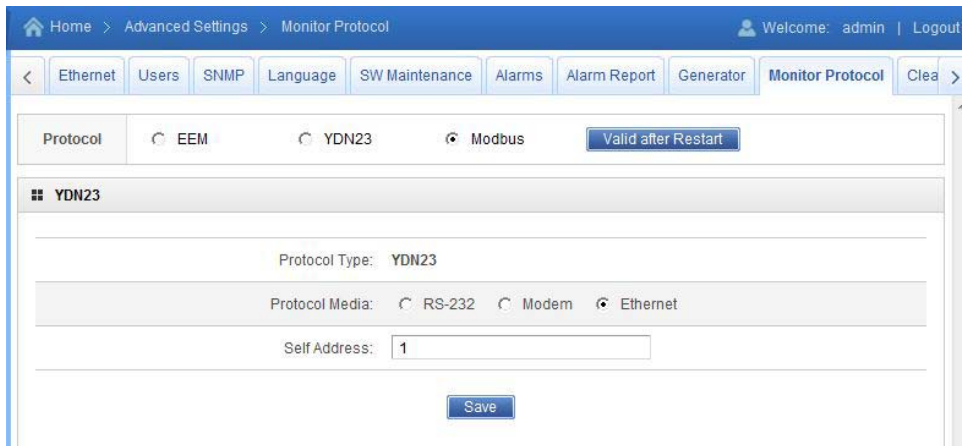 Home > Advanced Settings > Monitor Protocol Welcome: admin | Logout
< Ethernet Users SNMP Language SW Maintenance Alarms Alarm Report Generator Monitor Protocol Clea >
Protocol EEM YDN23 Modbus Valid after Restart
YDN23
Protocol Type: YDN23
Protocol Media: RS-232 Modem Ethernet
Self Address: 1
Save